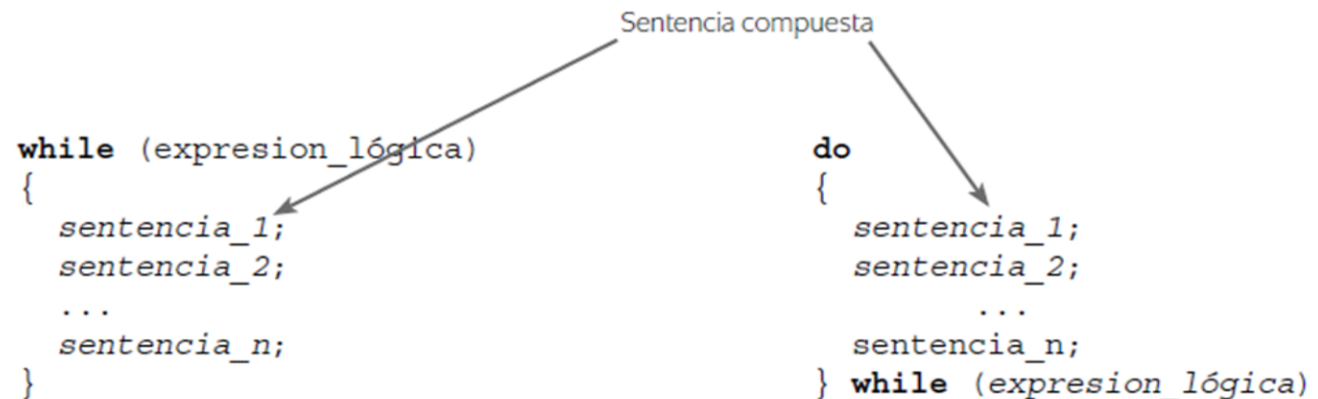 Sentencia compuesta
while (expresion_lógica)
{
sentencia_1;
sentencia_2;
...
sentencia_n;
}
do
{
sentencia_1;
sentencia_2;
...
sentencia_n;
} while (expresion_lógica)